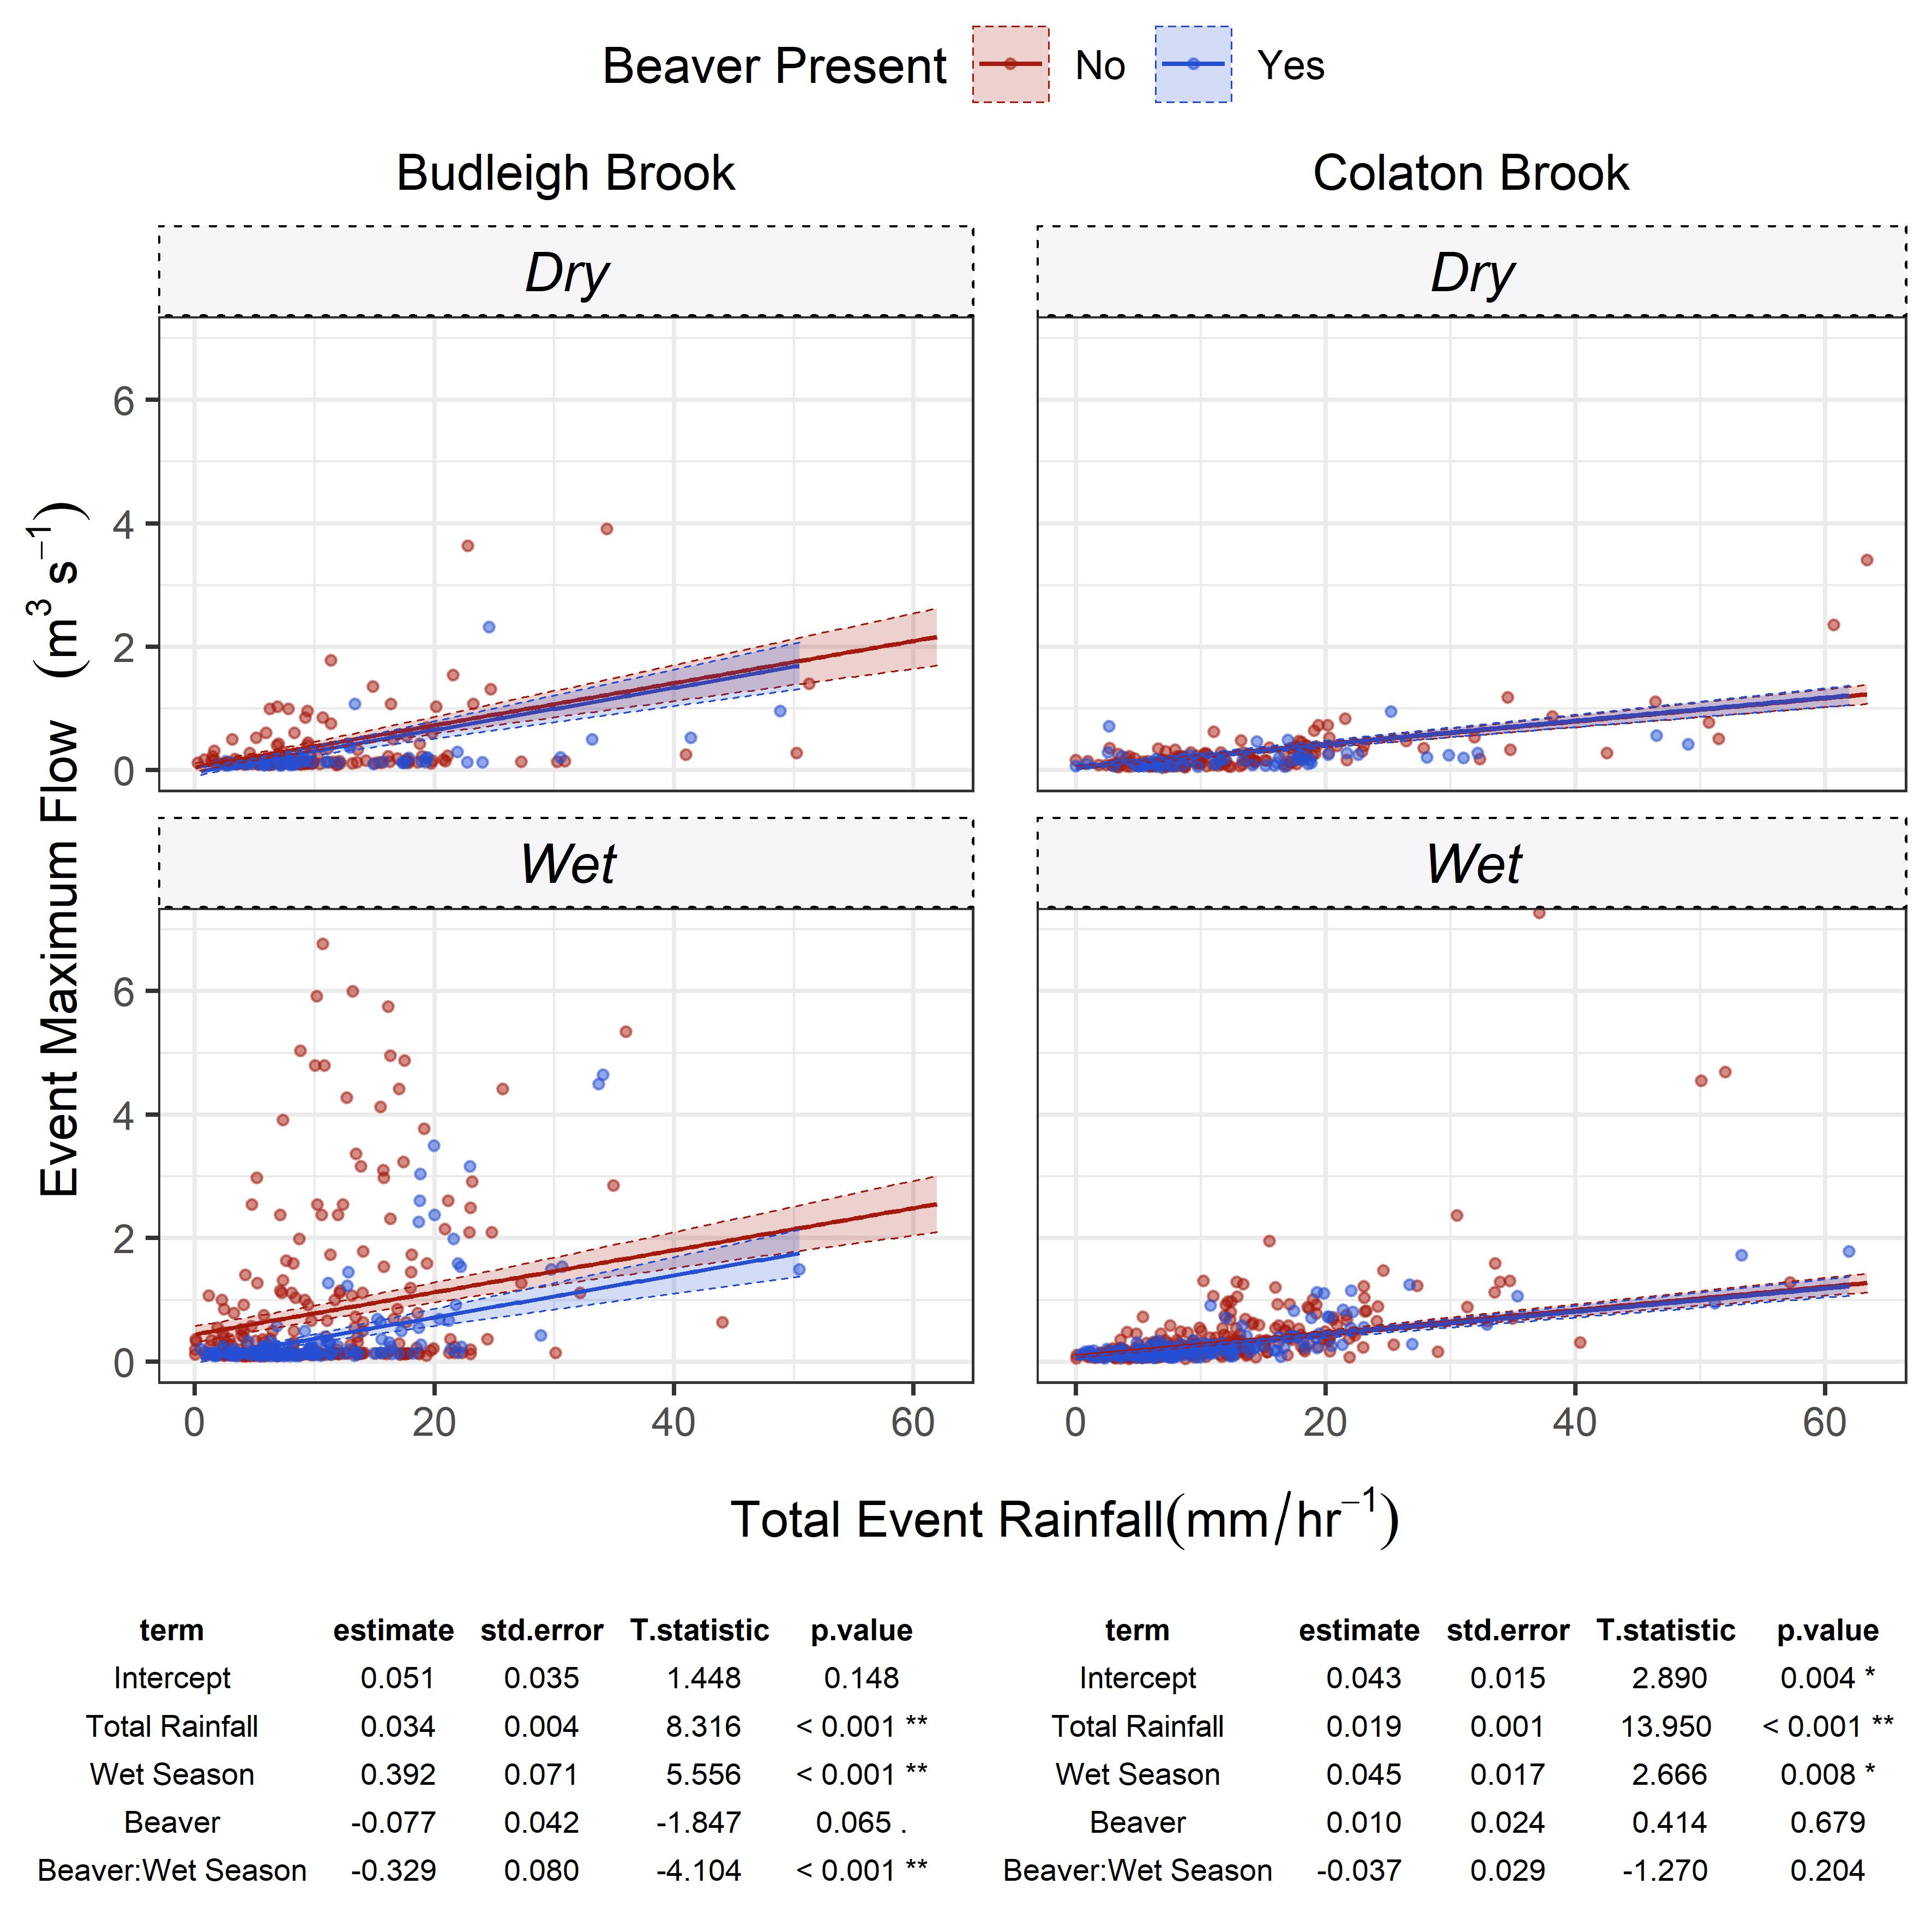 Beaver Present No Yes
Budleigh Brook Colaton Brook
Dry Dry
6
4
2
0
Wet Wet
6
4
2
0
Event Maximum Flow (m³ s⁻¹)
0 20 40 60 0 20 40 60
Total Event Rainfall(mm/hr⁻¹)
term estimate std.error T.statistic p.value
Intercept 0.051 0.035 1.448 0.148
Total Rainfall 0.034 0.004 8.316 < 0.001 **
Wet Season 0.392 0.071 5.556 < 0.001 **
Beaver -0.077 0.042 -1.847 0.065 .
Beaver:Wet Season -0.329 0.080 -4.104 < 0.001 **
term estimate std.error T.statistic p.value
Intercept 0.043 0.015 2.890 0.004 *
Total Rainfall 0.019 0.001 13.950 < 0.001 **
Wet Season 0.045 0.017 2.666 0.008 *
Beaver 0.010 0.024 0.414 0.679
Beaver:Wet Season -0.037 0.029 -1.270 0.204